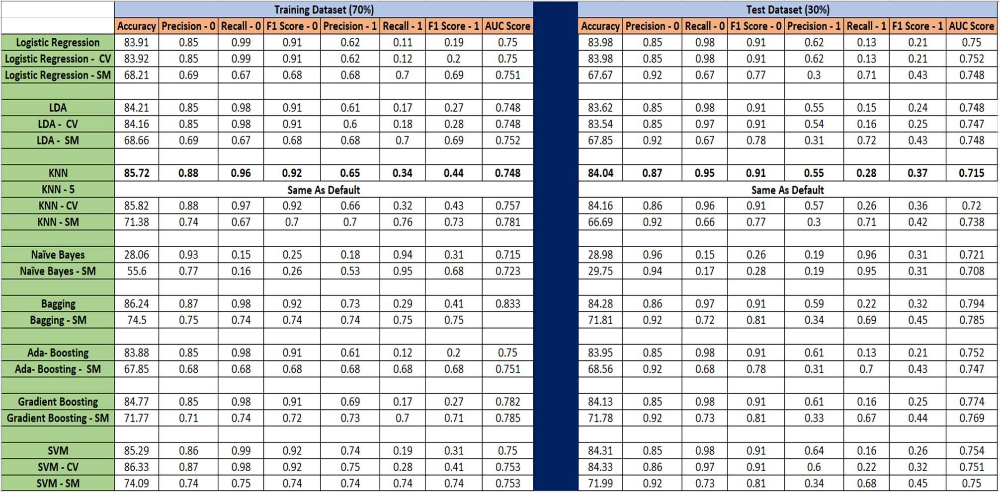 Training Dataset (70%) Test Dataset (30%)
Accuracy Precision - 0 Recall - 0 F1 Score - 0 Precision - 1 Recall - 1 F1 Score - 1 AUC Score Accuracy Precision - 0 Recall - 0 F1 Score - 0 Precision - 1 Recall - 1 F1 Score - 1 AUC Score
Logistic Regression 83.91 0.85 0.99 0.91 0.62 0.11 0.19 0.75 83.98 0.85 0.98 0.91 0.62 0.13 0.21 0.75
Logistic Regression - CV 83.92 0.85 0.99 0.91 0.62 0.12 0.2 0.75 83.98 0.85 0.98 0.91 0.62 0.13 0.21 0.752
Logistic Regression - SM 68.21 0.69 0.67 0.68 0.68 0.7 0.69 0.751 67.67 0.92 0.67 0.77 0.3 0.71 0.43 0.748
LDA 84.21 0.85 0.98 0.91 0.61 0.17 0.27 0.748 83.62 0.85 0.98 0.91 0.55 0.15 0.24 0.748
LDA - CV 84.16 0.85 0.98 0.91 0.6 0.18 0.28 0.748 83.54 0.85 0.97 0.91 0.54 0.16 0.25 0.747
LDA - SM 68.66 0.69 0.67 0.68 0.68 0.7 0.69 0.752 67.85 0.92 0.67 0.78 0.31 0.72 0.43 0.748
KNN 85.72 0.88 0.96 0.92 0.65 0.34 0.44 0.748 84.04 0.87 0.95 0.91 0.55 0.28 0.37 0.715
KNN - 5 Same As Default Same As Default
KNN - CV 85.82 0.88 0.97 0.92 0.66 0.32 0.43 0.757 84.16 0.86 0.96 0.91 0.57 0.26 0.36 0.72
KNN - SM 71.38 0.74 0.67 0.7 0.7 0.76 0.73 0.781 66.69 0.92 0.66 0.77 0.3 0.71 0.42 0.738
Naïve Bayes 28.06 0.93 0.15 0.25 0.18 0.94 0.31 0.715 28.98 0.96 0.15 0.26 0.19 0.96 0.31 0.721
Naïve Bayes - SM 55.6 0.77 0.16 0.26 0.53 0.95 0.68 0.723 29.75 0.94 0.17 0.28 0.19 0.95 0.31 0.708
Bagging 86.24 0.87 0.98 0.92 0.73 0.29 0.41 0.833 84.28 0.86 0.97 0.91 0.59 0.22 0.32 0.794
Bagging - SM 74.5 0.75 0.74 0.74 0.74 0.75 0.75 71.81 0.92 0.72 0.81 0.34 0.69 0.45 0.785
Ada- Boosting 83.88 0.85 0.98 0.91 0.61 0.12 0.2 0.75 83.95 0.85 0.98 0.91 0.61 0.13 0.21 0.752
Ada- Boosting - SM 67.85 0.68 0.68 0.68 0.68 0.68 0.68 0.751 68.56 0.92 0.68 0.78 0.31 0.7 0.43 0.747
Gradient Boosting 84.77 0.85 0.98 0.91 0.69 0.17 0.27 0.782 84.13 0.85 0.98 0.91 0.61 0.16 0.25 0.774
Gradient Boosting - SM 71.77 0.71 0.74 0.72 0.73 0.7 0.71 0.785 71.78 0.92 0.73 0.81 0.33 0.67 0.44 0.769
SVM 85.29 0.86 0.99 0.92 0.74 0.19 0.31 0.75 84.31 0.85 0.98 0.91 0.64 0.16 0.26 0.754
SVM - CV 86.33 0.87 0.98 0.92 0.75 0.28 0.41 0.753 84.33 0.86 0.97 0.91 0.6 0.22 0.32 0.751
SVM - SM 74.09 0.74 0.75 0.74 0.74 0.74 0.74 0.753 71.99 0.92 0.73 0.81 0.34 0.68 0.45 0.75